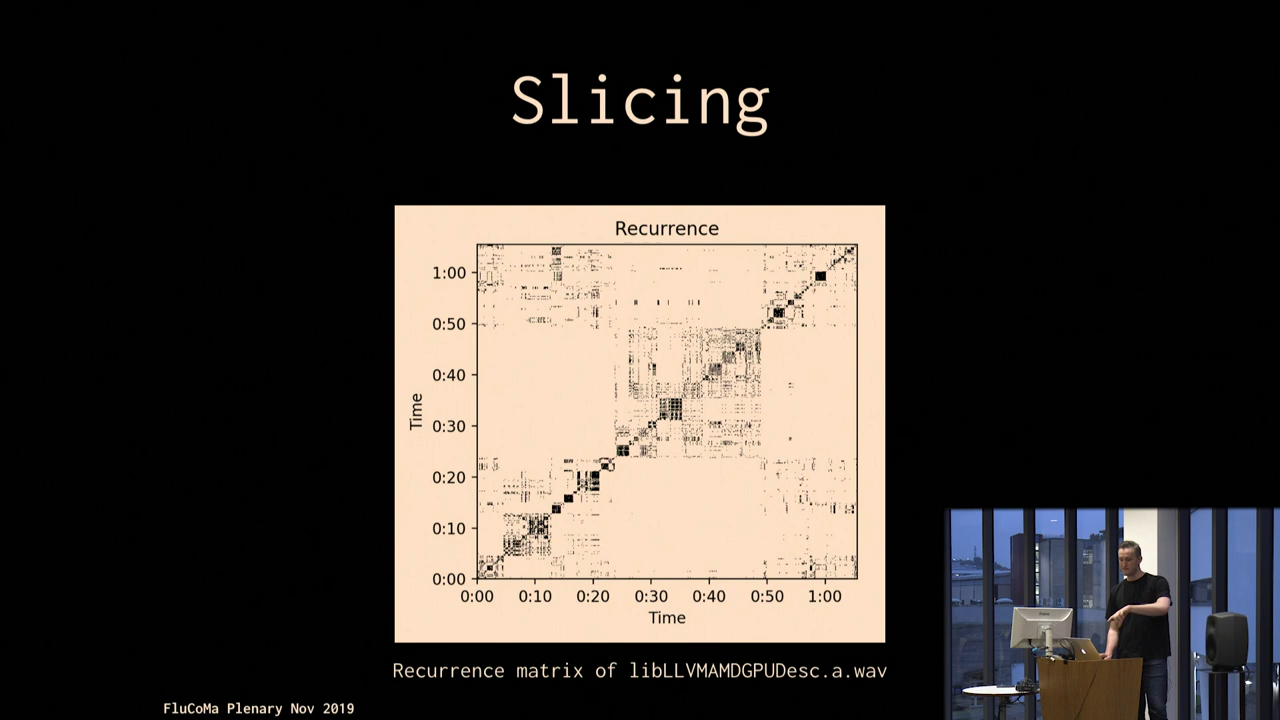 Slicing
Recurrence
1:00
0:50
0:40
0:30
0:20
0:10
0:00
Time
0:00 0:10 0:20 0:30 0:40 0:50 1:00
Time
Recurrence matrix of libLLVMAMDGPUDesc.a.wav
FluCoMa Plenary Nov 2019